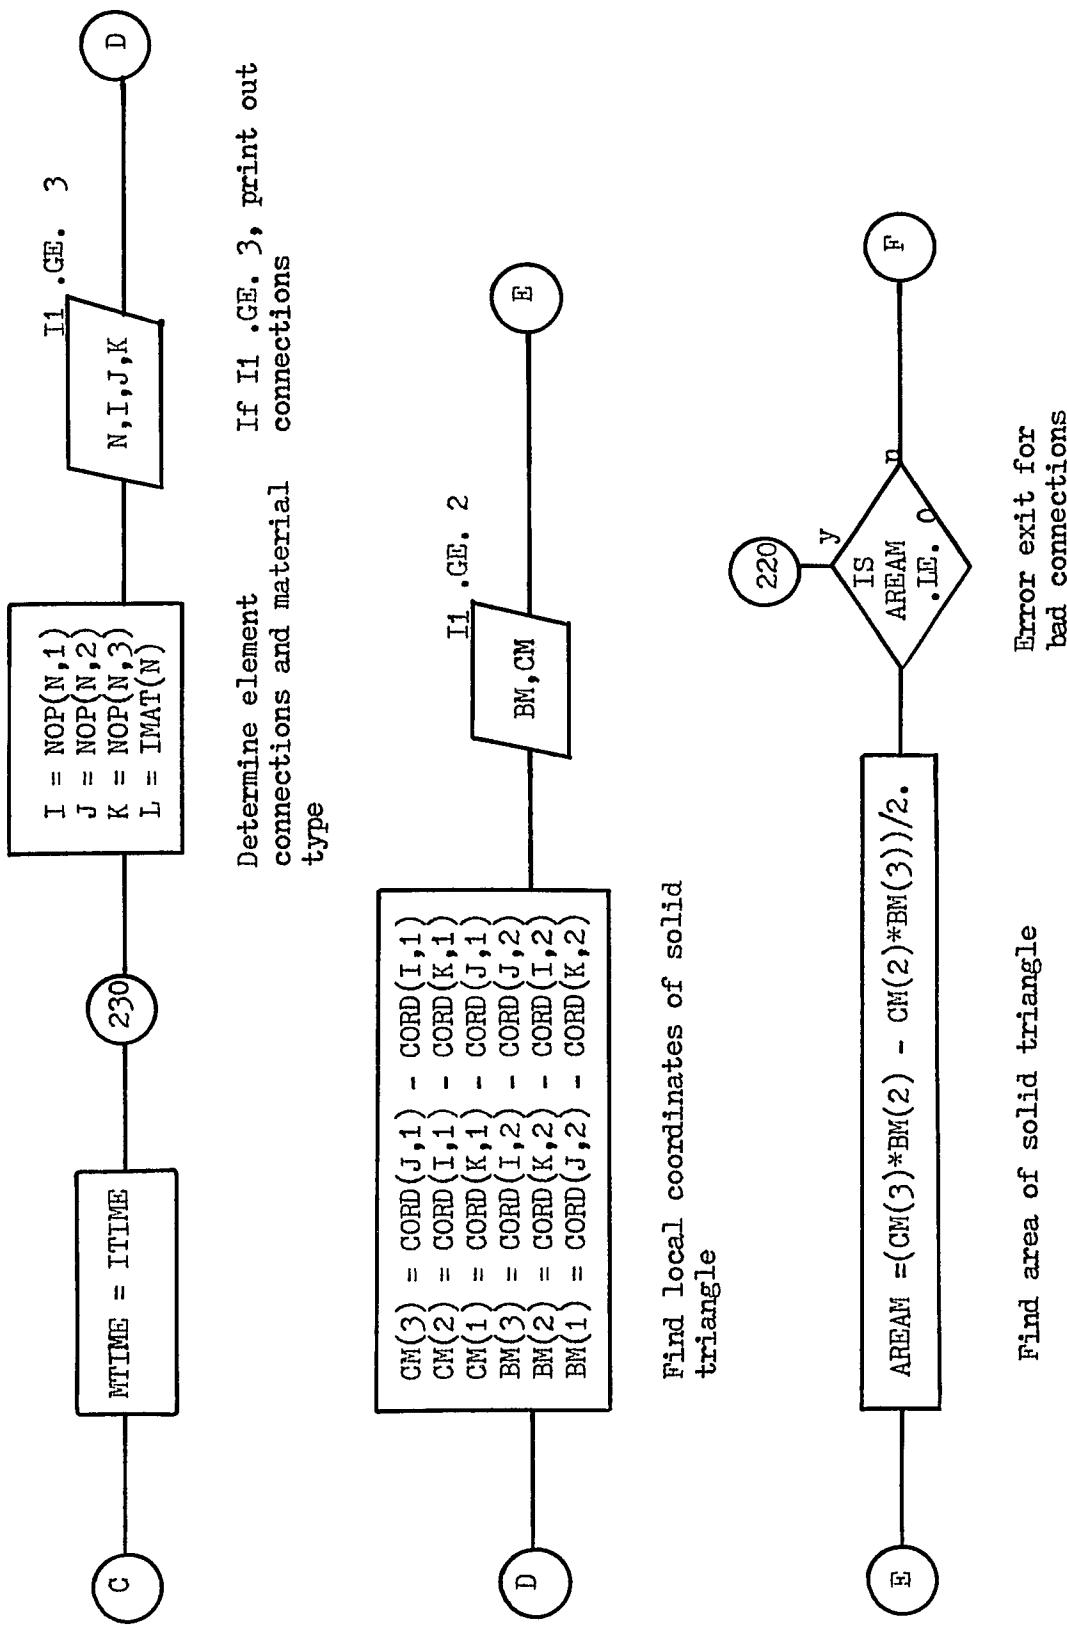 C
MTIME = ITIME
230
I = NOP(N,1)
J = NOP(N,2)
K = NOP(N,3)
L = IMAT(N)
I1 .GE. 3
N,I,J,K
D
Determine element
connections and material
type
If I1 .GE. 3, print out
connections
D
CM(3) = CORD(J,1) - CORD(I,1)
CM(2) = CORD(I,1) - CORD(K,1)
CM(1) = CORD(K,1) - CORD(J,1)
BM(3) = CORD(I,2) - CORD(J,2)
BM(2) = CORD(K,2) - CORD(I,2)
BM(1) = CORD(J,2) - CORD(K,2)
I1 .GE. 2
BM,CM
E
Find local coordinates of solid
triangle
E
AREAM =(CM(3)*BM(2) - CM(2)*BM(3))/2.
220
y
IS
AREAM
.LE. 0
n
F
Find area of solid triangle
Error exit for
bad connections